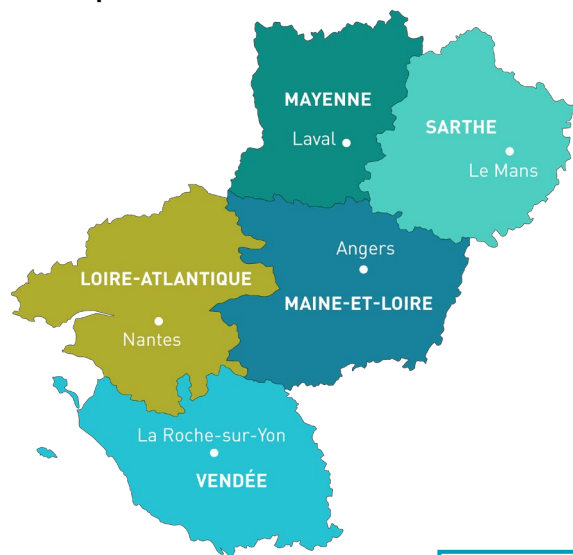 MAYENNE
Laval
SARTHE
Le Mans
Angers
MAINE-ET-LOIRE
LOIRE-ATLANTIQUE
Nantes
La Roche-sur-Yon
VENDÉE